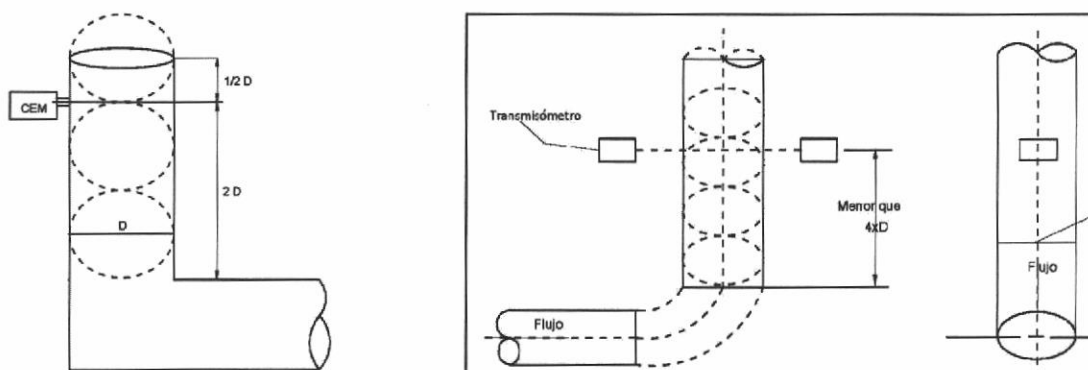 CEM
1/2 D
2 D
D
Transmisómetro
Menor que
4xD
Flujo
Flujo